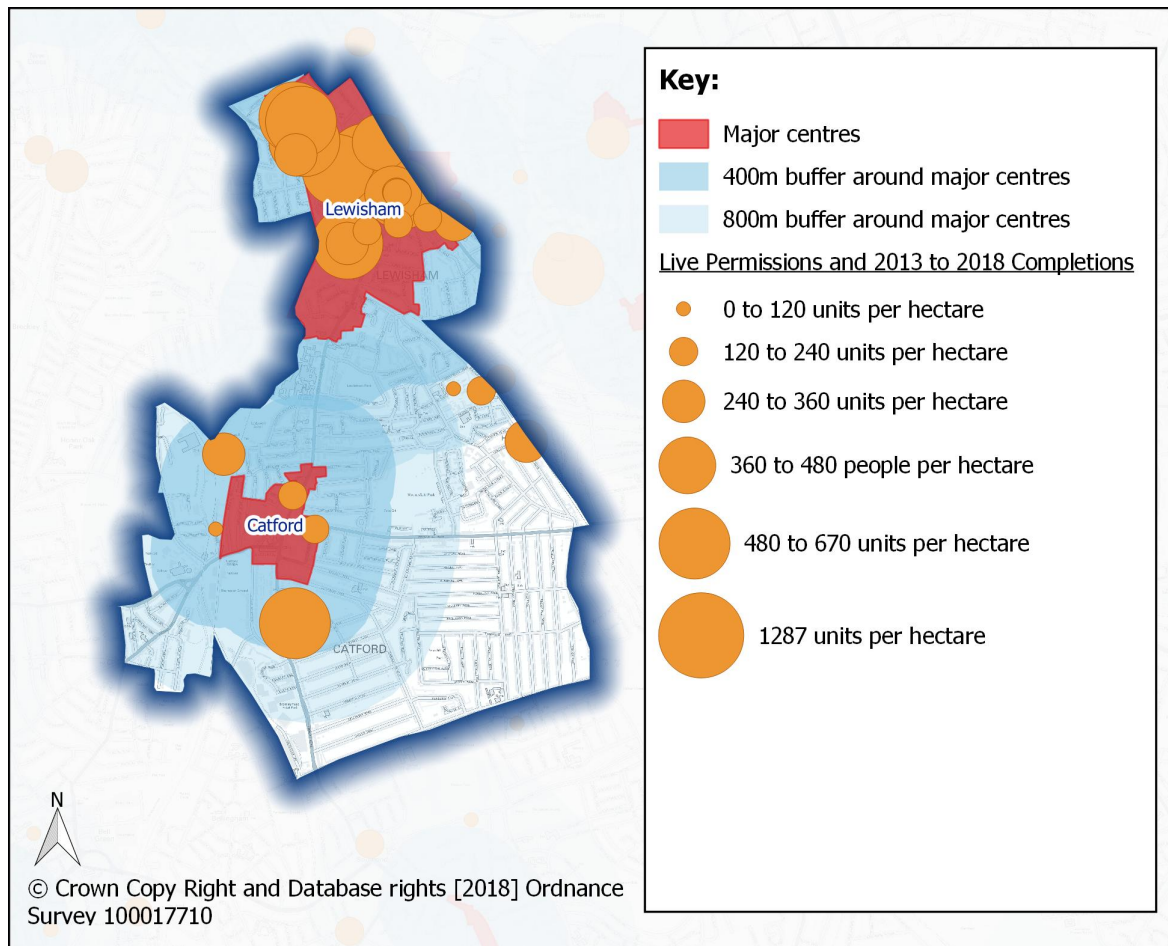 Key:
Major centres
400m buffer around major centres
800m buffer around major centres
Live Permissions and 2013 to 2018 Completions
0 to 120 units per hectare
120 to 240 units per hectare
240 to 360 units per hectare
360 to 480 people per hectare
480 to 670 units per hectare
1287 units per hectare
Lewisham
LEWISHAM
Catford
CATFORD
N
© Crown Copy Right and Database rights [2018] Ordnance
Survey 100017710